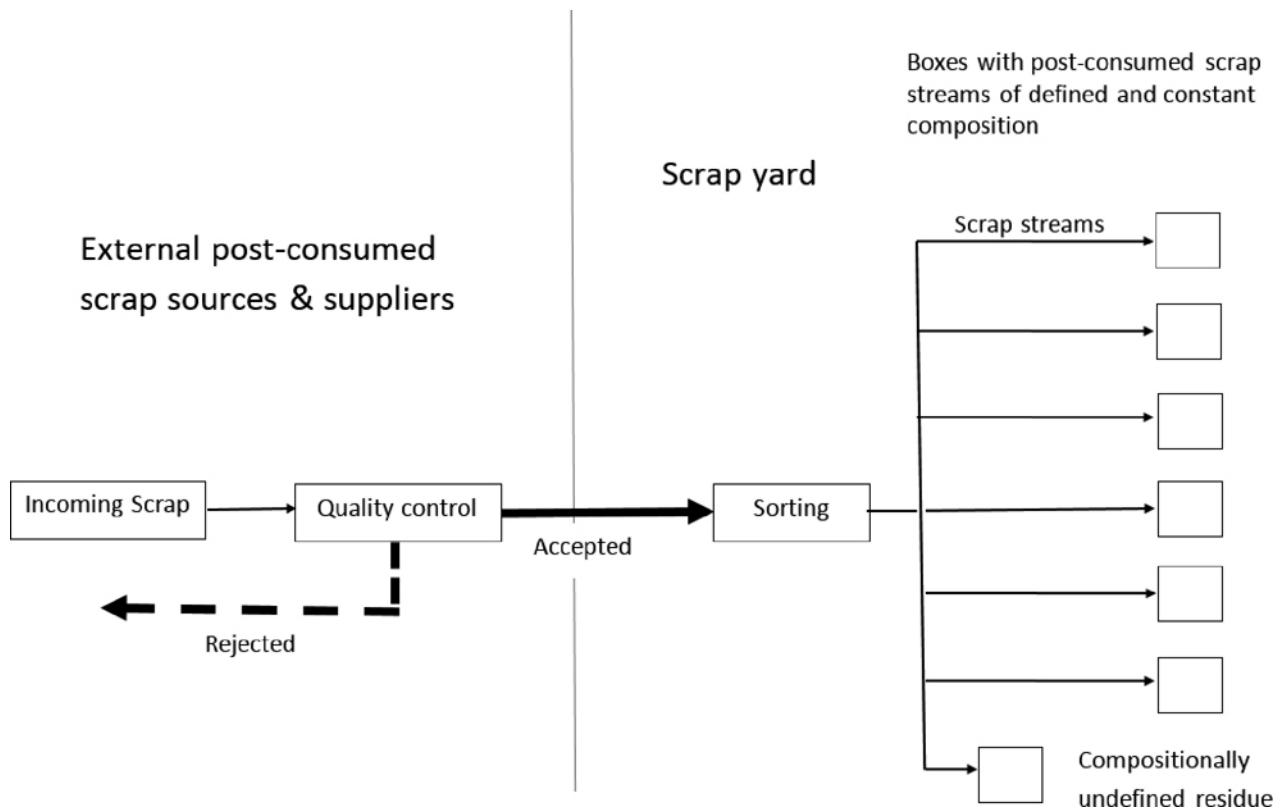 Boxes with post-consumed scrap
streams of defined and constant
composition
Scrap yard
External post-consumed
scrap sources & suppliers
Scrap streams
Incoming Scrap
Quality control
Accepted
Sorting
Rejected
Compositionally
undefined residue